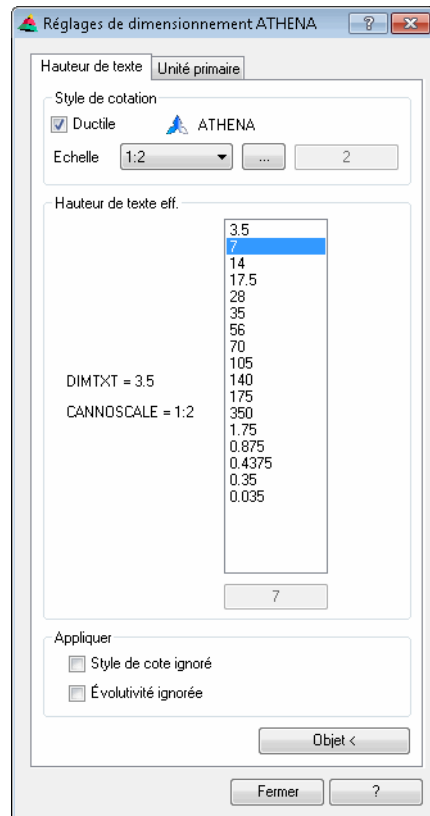 Réglages de dimensionnement ATHENA
?
Hauteur de texte Unité primaire
Style de cotation
Ductile ATHENA
Echelle 1:2 ... 2
Hauteur de texte eff.
3.5
7
14
17.5
28
35
56
70
105
DIMTXT = 3.5
140
175
CANNOSCALE = 1:2
350
1.75
0.875
0.4375
0.35
0.035
7
Appliquer
Style de cote ignoré
Évolutivité ignorée
Objet <
Fermer ?